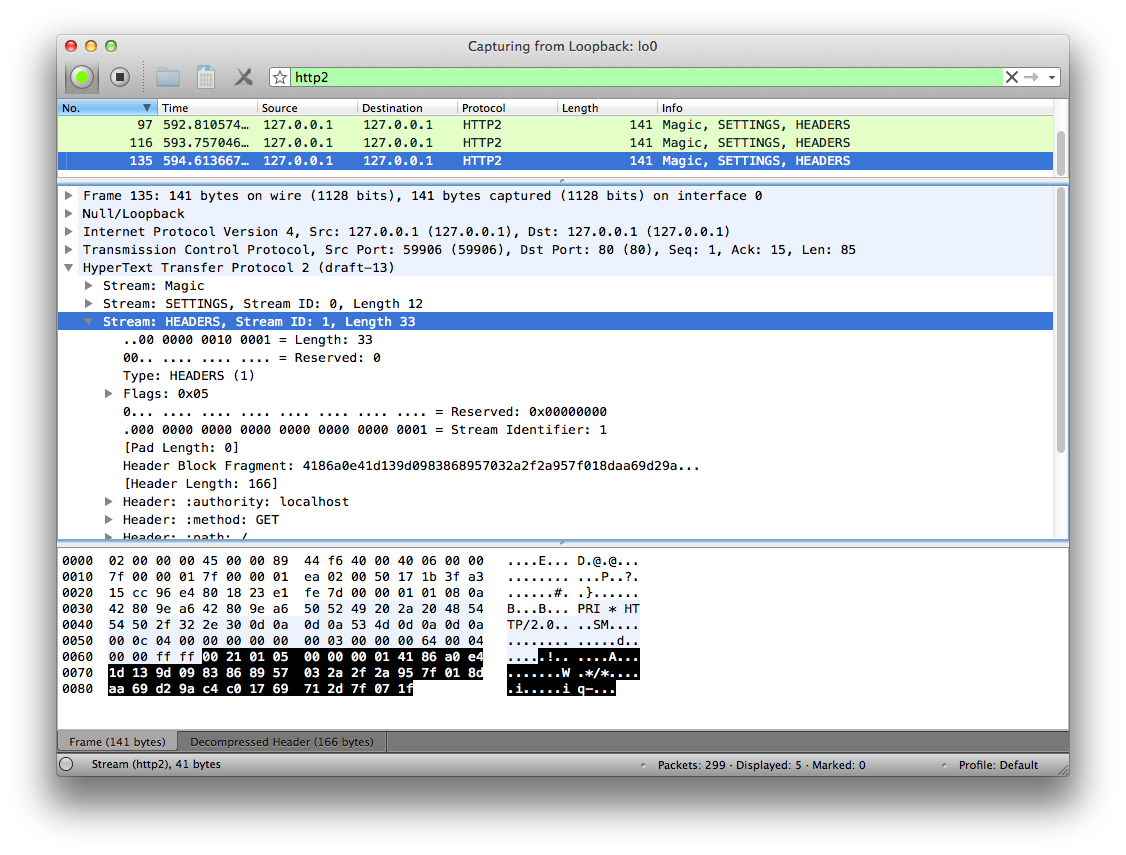 Capturing from Loopback: lo0
http2
No. Time Source Destination Protocol Length Info
97 592.810574… 127.0.0.1 127.0.0.1 HTTP2 141 Magic, SETTINGS, HEADERS
116 593.757046… 127.0.0.1 127.0.0.1 HTTP2 141 Magic, SETTINGS, HEADERS
135 594.613667… 127.0.0.1 127.0.0.1 HTTP2 141 Magic, SETTINGS, HEADERS
Frame 135: 141 bytes on wire (1128 bits), 141 bytes captured (1128 bits) on interface 0
Null/Loopback
Internet Protocol Version 4, Src: 127.0.0.1 (127.0.0.1), Dst: 127.0.0.1 (127.0.0.1)
Transmission Control Protocol, Src Port: 59906 (59906), Dst Port: 80 (80), Seq: 1, Ack: 15, Len: 85
HyperText Transfer Protocol 2 (draft-13)
Stream: Magic
Stream: SETTINGS, Stream ID: 0, Length 12
Stream: HEADERS, Stream ID: 1, Length 33
..00 0000 0010 0001 = Length: 33
00.. .... .... .... = Reserved: 0
Type: HEADERS (1)
Flags: 0x05
0... .... .... .... .... .... .... .... = Reserved: 0x00000000
.000 0000 0000 0000 0000 0000 0000 0001 = Stream Identifier: 1
[Pad Length: 0]
Header Block Fragment: 4186a0e41d139d0983868957032a2f2a957f018daa69d29a...
[Header Length: 166]
Header: :authority: localhost
Header: :method: GET
Header: :path: /
0000 02 00 00 00 45 00 00 89 44 f6 40 00 40 06 00 00 ....E... D.@.@...
0010 7f 00 00 01 7f 00 00 01 ea 02 00 50 17 1b 3f a3 ........ ...P..?.
0020 15 cc 96 e4 80 18 23 e1 fe 7d 00 00 01 01 08 0a ......#. .}......
0030 42 80 9e a6 42 80 9e a6 50 52 49 20 2a 20 48 54 B...B... PRI * HT
0040 54 50 2f 32 2e 30 0d 0a 0d 0a 53 4d 0d 0a 0d 0a TP/2.0.. ..SM....
0050 00 0c 04 00 00 00 00 00 00 03 00 00 00 64 00 04 ........ .....d..
0060 00 00 ff ff 00 21 01 05 00 00 00 01 41 86 a0 e4 .....!.. ....A...
0070 1d 13 9d 09 83 86 89 57 03 2a 2f 2a 95 7f 01 8d .......W .*/*....
0080 aa 69 d2 9a c4 c0 17 69 71 2d 7f 07 1f .i.....i q-...
Frame (141 bytes) Decompressed Header (166 bytes)
Stream (http2), 41 bytes Packets: 299 · Displayed: 5 · Marked: 0 Profile: Default